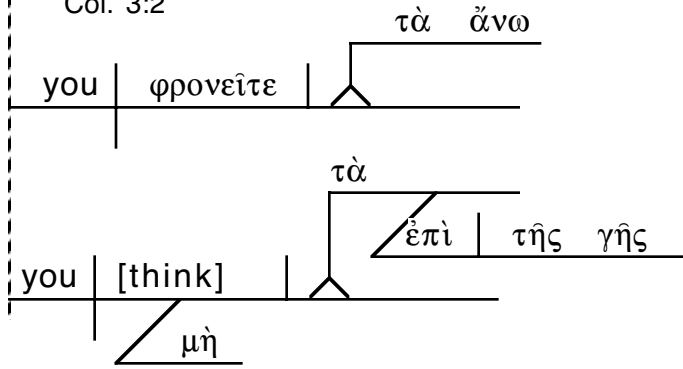 Col. 3:2
τὰ ἄνω
you φρονεῖτε
τὰ
ἐπὶ τῆς γῆς
you [think]
μὴ